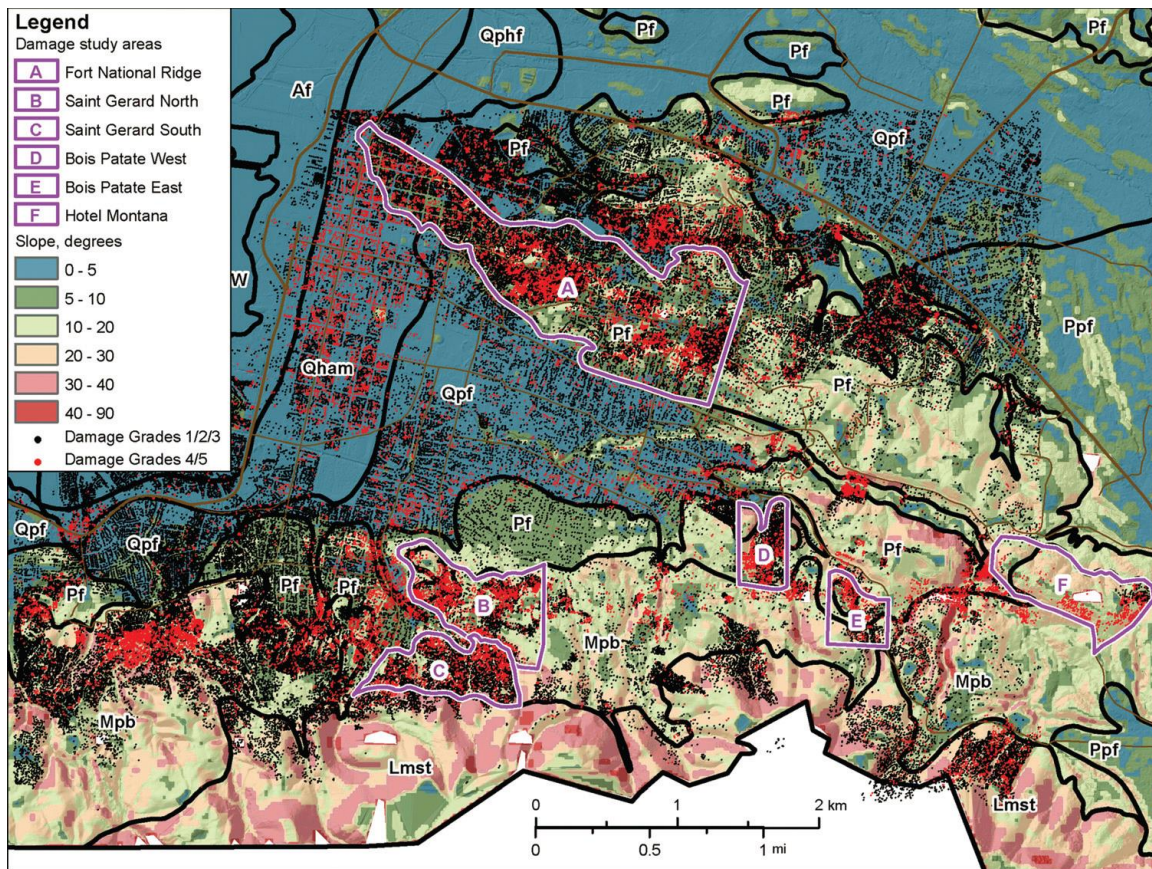 Legend
Damage study areas
A Fort National Ridge
B Saint Gerard North
C Saint Gerard South
D Bois Patate West
E Bois Patate East
F Hotel Montana
Slope, degrees
0 - 5
5 - 10
10 - 20
20 - 30
30 - 40
40 - 90
Damage Grades 1/2/3
Damage Grades 4/5
Qphf
Pf
Pf
Pf
Af
Pf
Pf
Qpf
W
A
Ppf
Pf
Qham
Qpf
Pf
Qpf
Pf
Qpf
D
Pf
Pf
Pf
Pf
F
B
E
C
Mpb
Mpb
Mpb
Ppf
Lmst
Lmst
0 1 2 km
0 0.5 1 mi